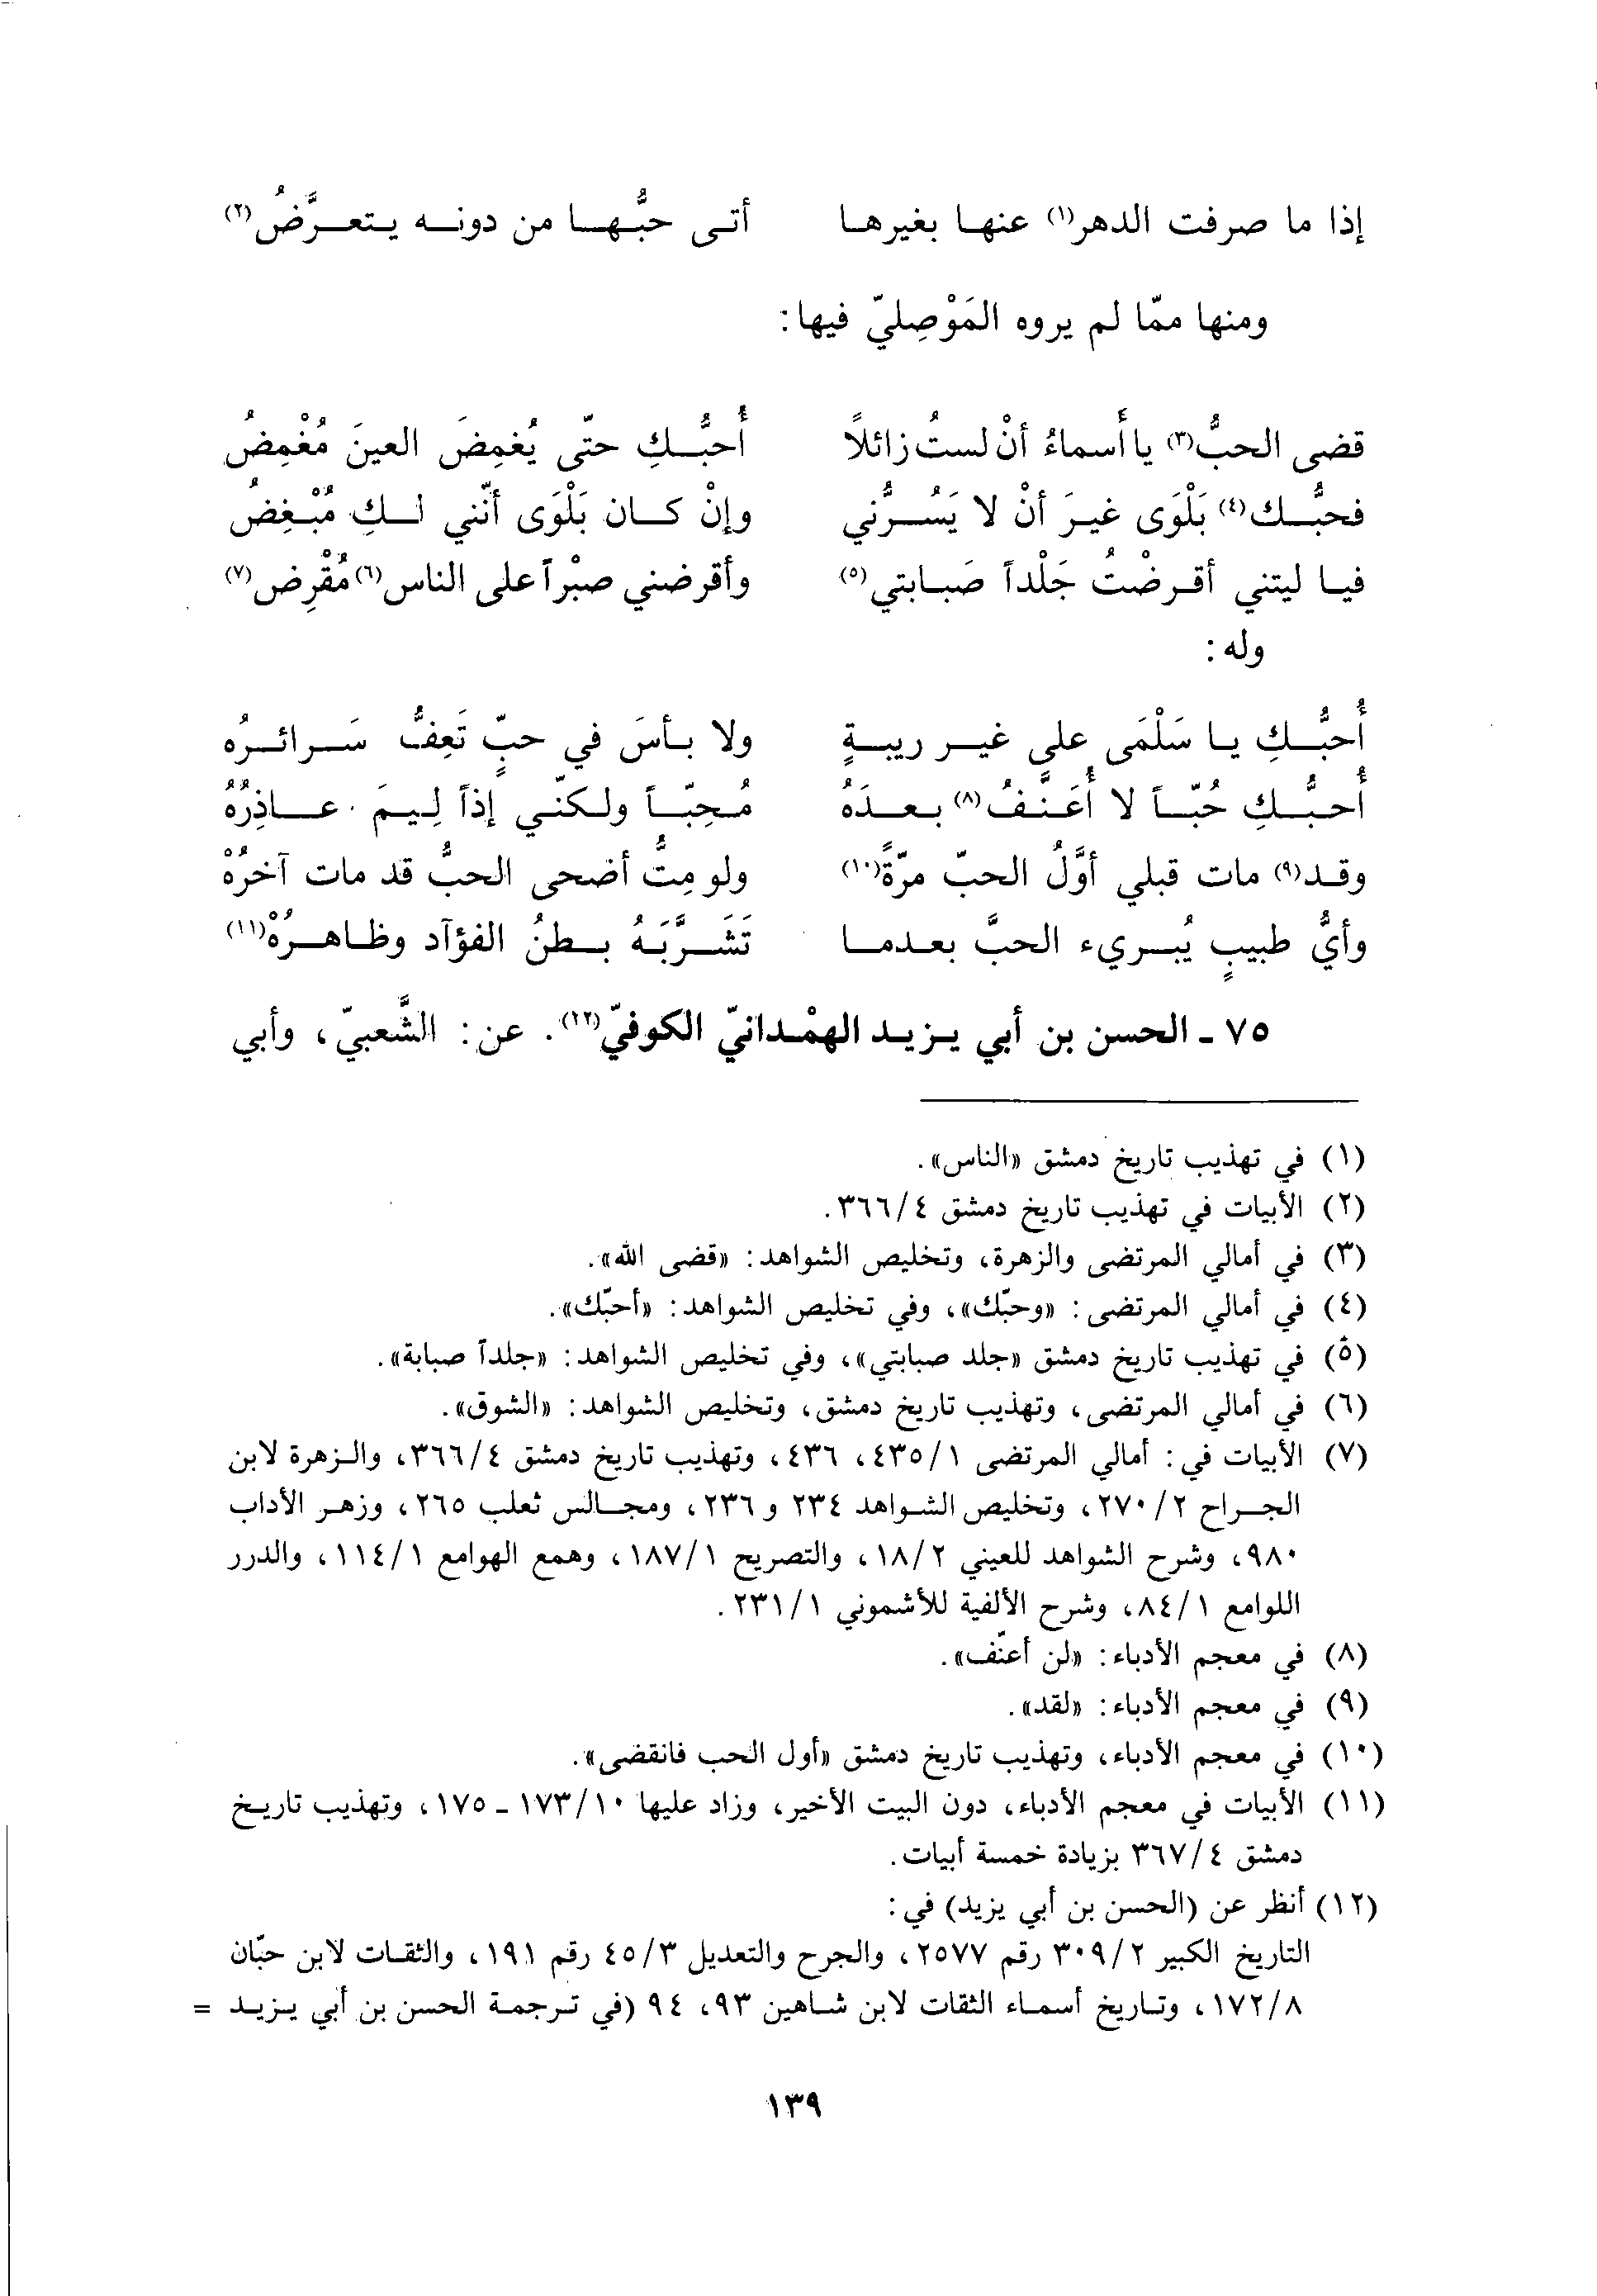 إذا ما صرفت الدهر(١) عنها بغيرها أتى حبُّها من دونه يتعرَّضُ(٢)
ومنها ممّا لم يروه المَوْصِليّ فيها:
قضى الحبُّ(٣) يا أَسماءُ أنْ لستُ زائلاً أُحبُّكِ حتّى يُغمِضَ العينَ مُغْمِضُ
فحبُّك(٤) بَلْوَى غيرَ أنْ لا يَسُرُّني وإنْ كان بَلْوَى أنّني لكِ مُبْغِضُ
فيا ليتني أقرضْتُ جَلْداً صَبابتي(٥) وأقرضني صبْراً على الناس(٦) مُقْرِض(٧)
وله:
أُحبُّكِ يا سَلْمَى على غير ريبةٍ ولا بأسَ في حبٍّ تَعِفُّ سَرائرُه
أُحبُّكِ حُبّاً لا أُعَنَّفُ(٨) بعدَهُ مُحِبّاً ولكنّي إذاً لِيمَ عاذِرُهُ
وقد(٩) مات قبلي أوَّلُ الحبّ مرّةً(١٠) ولو مِتُّ أضحى الحبُّ قد مات آخرُهْ
وأيُّ طبيبٍ يُبريء الحبَّ بعدما تَشَرَّبَهُ بطنُ الفؤآد وظاهرُهْ(١١)
٧٥ - الحسن بن أبي يزيد الهمْدانيّ الكوفيّ(١٢). عن: الشَّعبيّ، وأبي
(١) في تهذيب تاريخ دمشق «الناس».
(٢) الأبيات في تهذيب تاريخ دمشق ٣٦٦/٤.
(٣) في أمالي المرتضى والزهرة، وتخليص الشواهد: «قضى الله».
(٤) في أمالي المرتضى: «وحبّك»، وفي تخليص الشواهد: «أحبّك».
(٥) في تهذيب تاريخ دمشق «جلد صبابتي»، وفي تخليص الشواهد: «جلداً صبابة».
(٦) في أمالي المرتضى، وتهذيب تاريخ دمشق، وتخليص الشواهد: «الشوق».
(٧) الأبيات في: أمالي المرتضى ٤٣٥/١، ٤٣٦، وتهذيب تاريخ دمشق ٣٦٦/٤، والزهرة لابن
الجراح ٢٧٠/٢، وتخليص الشواهد ٢٣٤ و ٢٣٦، ومجالس ثعلب ٢٦٥، وزهر الأداب
٩٨٠، وشرح الشواهد للعيني ١٨/٢، والتصريح ١٨٧/١، وهمع الهوامع ١١٤/١، والدرر
اللوامع ٨٤/١، وشرح الألفية للأشموني ٢٣١/١.
(٨) في معجم الأدباء: «لن أعنّف».
(٩) في معجم الأدباء: «لقد».
(١٠) في معجم الأدباء، وتهذيب تاريخ دمشق «أول الحب فانقضى».
(١١) الأبيات في معجم الأدباء، دون البيت الأخير، وزاد عليها ١٧٣/١٠ - ١٧٥، وتهذيب تاريخ
دمشق ٣٦٧/٤ بزيادة خمسة أبيات.
(١٢) أنظر عن (الحسن بن أبي يزيد) في:
التاريخ الكبير ٣٠٩/٢ رقم ٢٥٧٧، والجرح والتعديل ٤٥/٣ رقم ١٩١، والثقات لابن حبّان
١٧٢/٨، وتاريخ أسماء الثقات لابن شاهين ٩٣، ٩٤ (في ترجمة الحسن بن أبي يزيد =
١٣٩